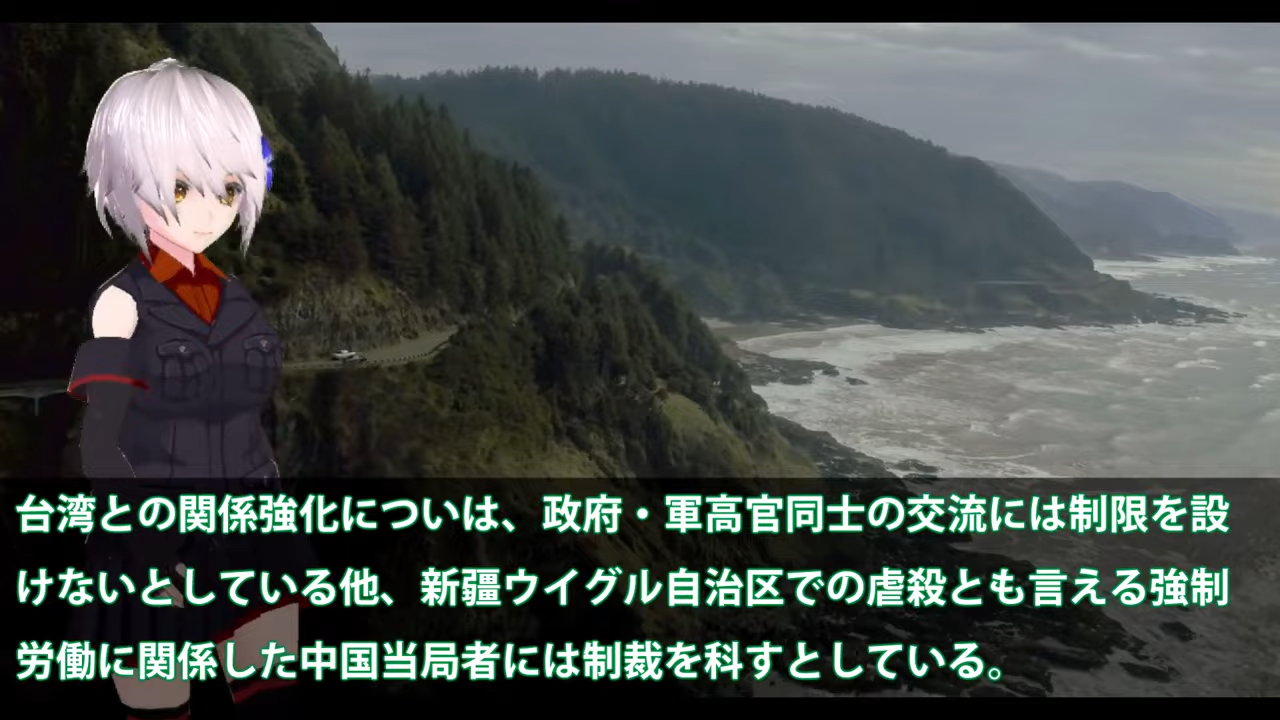 台湾との関係強化についは、政府・軍高官同士の交流には制限を設
けないとしている他、新疆ウイグル自治区での虐殺とも言える強制
労働に関係した中国当局者には制裁を科すとしている。